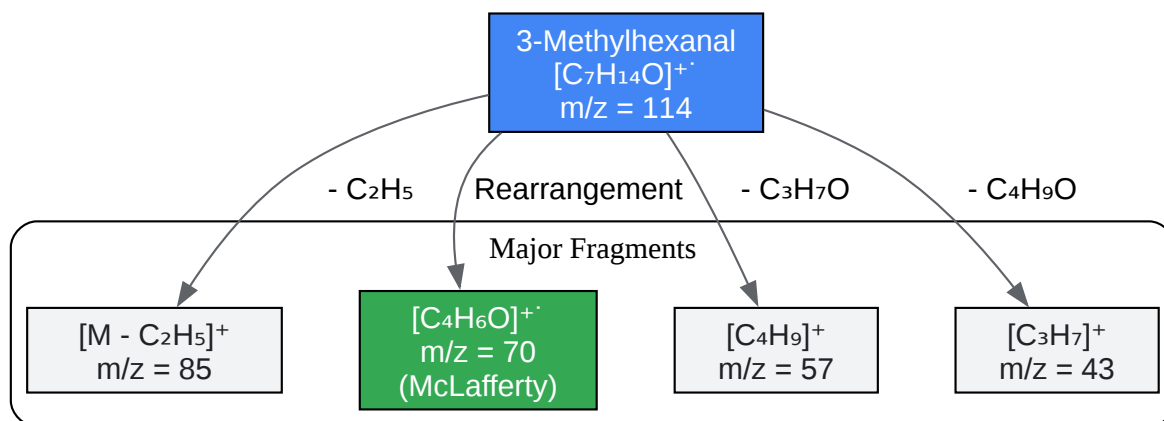 3-Methylhexanal
[C₇H₁₄O]⁺˙
m/z = 114
- C₂H₅
Rearrangement
- C₃H₇O
- C₄H₉O
Major Fragments
[M - C₂H₅]⁺
m/z = 85
[C₄H₆O]⁺˙
m/z = 70
(McLafferty)
[C₄H₉]⁺
m/z = 57
[C₃H₇]⁺
m/z = 43